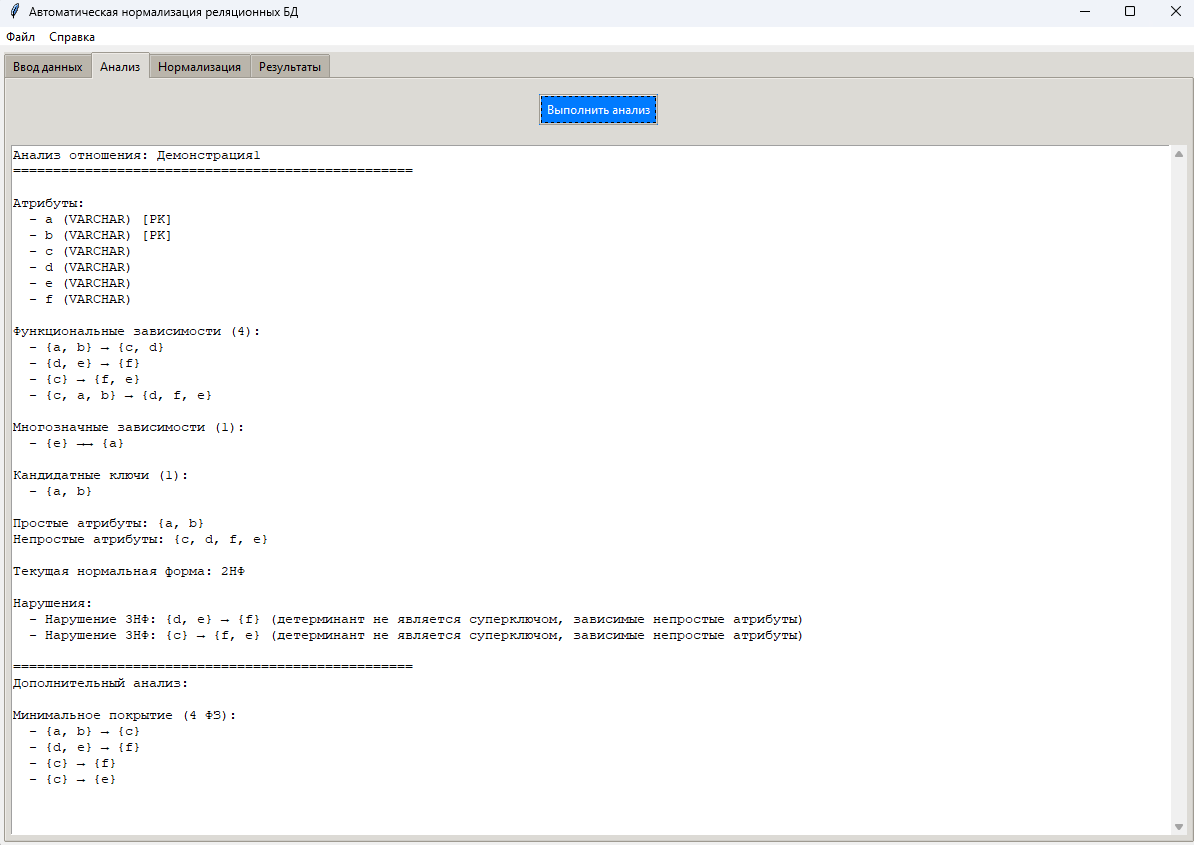 Автоматическая нормализация реляционных БД
Файл Справка
Ввод данных Анализ Нормализация Результаты
Выполнить анализ
Анализ отношения: Демонстрация1
==================================================
Атрибуты:
- a (VARCHAR) [PK]
- b (VARCHAR) [PK]
- c (VARCHAR)
- d (VARCHAR)
- e (VARCHAR)
- f (VARCHAR)
Функциональные зависимости (4):
- {a, b} → {c, d}
- {d, e} → {f}
- {c} → {f, e}
- {c, a, b} → {d, f, e}
Многозначные зависимости (1):
- {e} →→ {a}
Кандидатные ключи (1):
- {a, b}
Простые атрибуты: {a, b}
Непростые атрибуты: {c, d, f, e}
Текущая нормальная форма: 2НФ
Нарушения:
- Нарушение 3НФ: {d, e} → {f} (детерминант не является суперключом, зависимые непростые атрибуты)
- Нарушение 3НФ: {c} → {f, e} (детерминант не является суперключом, зависимые непростые атрибуты)
==================================================
Дополнительный анализ:
Минимальное покрытие (4 ФЗ):
- {a, b} → {c}
- {d, e} → {f}
- {c} → {f}
- {c} → {e}